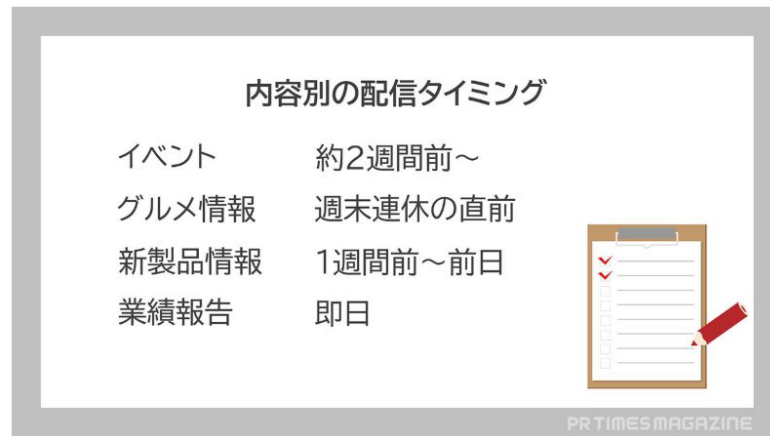 内容別の配信タイミング
イベント 約2週間前～
グルメ情報 週末連休の直前
新製品情報 1週間前～前日
業績報告 即日
PR TIMES MAGAZINE